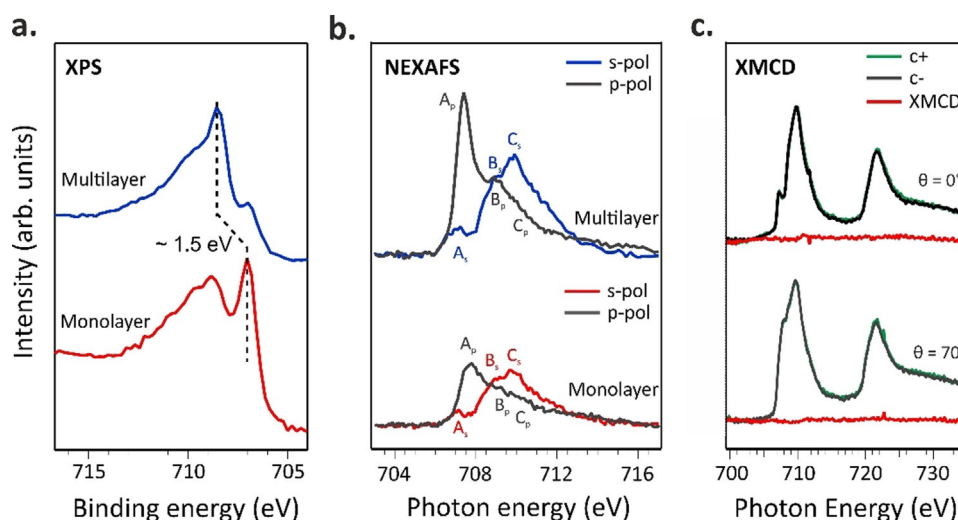 a.
XPS
Intensity (arb. units)
Multilayer
~ 1.5 eV
Monolayer
715
710
705
Binding energy (eV)
b.
NEXAFS
s-pol
p-pol
Ap
Bs
Cs
Bp
Cp
As
Multilayer
s-pol
p-pol
Ap
Bs
Cs
Bp
Cp
As
Monolayer
704
708
712
716
Photon energy (eV)
c.
XMCD
c+
c-
XMCD
θ = 0°
θ = 70
700
710
720
730
Photon Energy (eV)